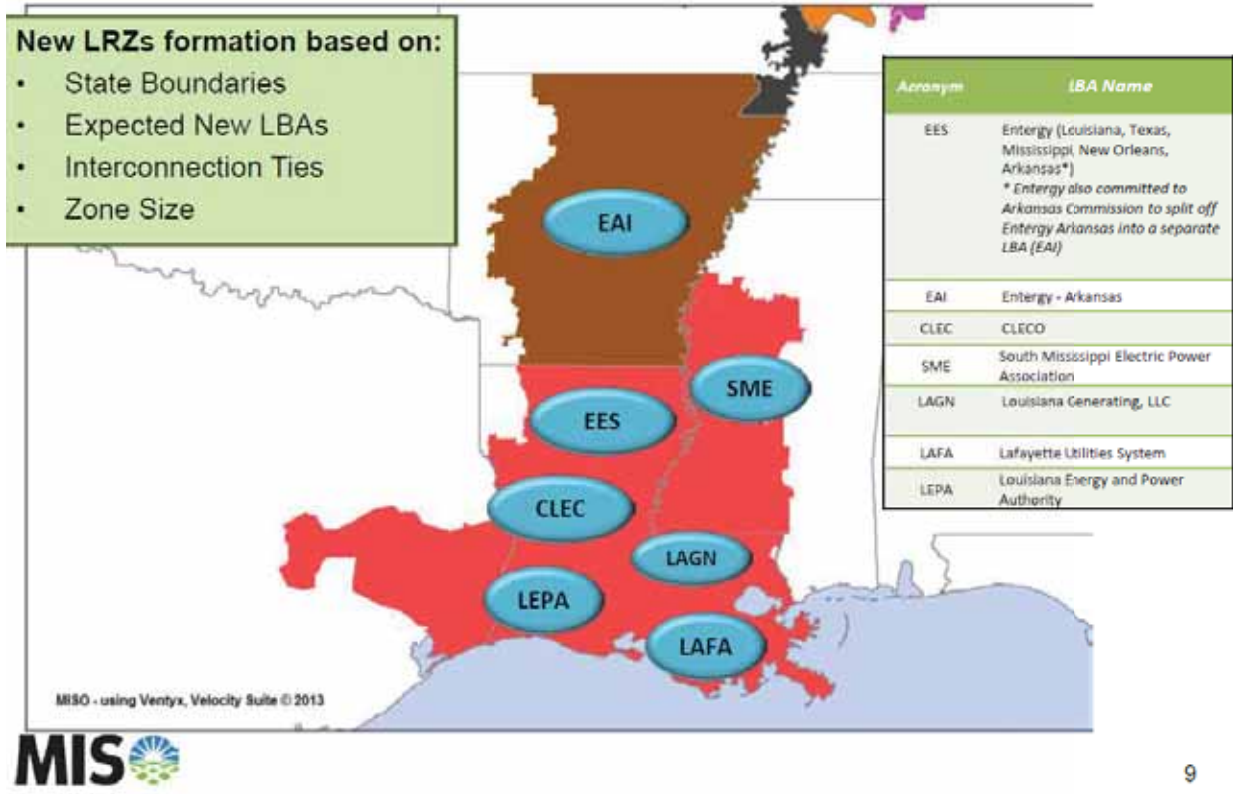 New LRZs formation based on:
• State Boundaries
• Expected New LBAs
• Interconnection Ties
• Zone Size
EAI
SME
EES
CLEC
LAGN
LEPA
LAFA
MISO - using Ventyx, Velocity Suite © 2013
Acronym LBA Name
EES Entergy (Louisiana, Texas,
Mississippi, New Orleans,
Arkansas*)
* Entergy also committed to
Arkansas Commission to split off
Entergy Arkansas into a separate
LBA (EAI)
EAI Entergy - Arkansas
CLEC CLECO
SME South Mississippi Electric Power
Association
LAGN Louisiana Generating, LLC
LAFA Lafayette Utilities System
LEPA Louisiana Energy and Power
Authority
MISO
9